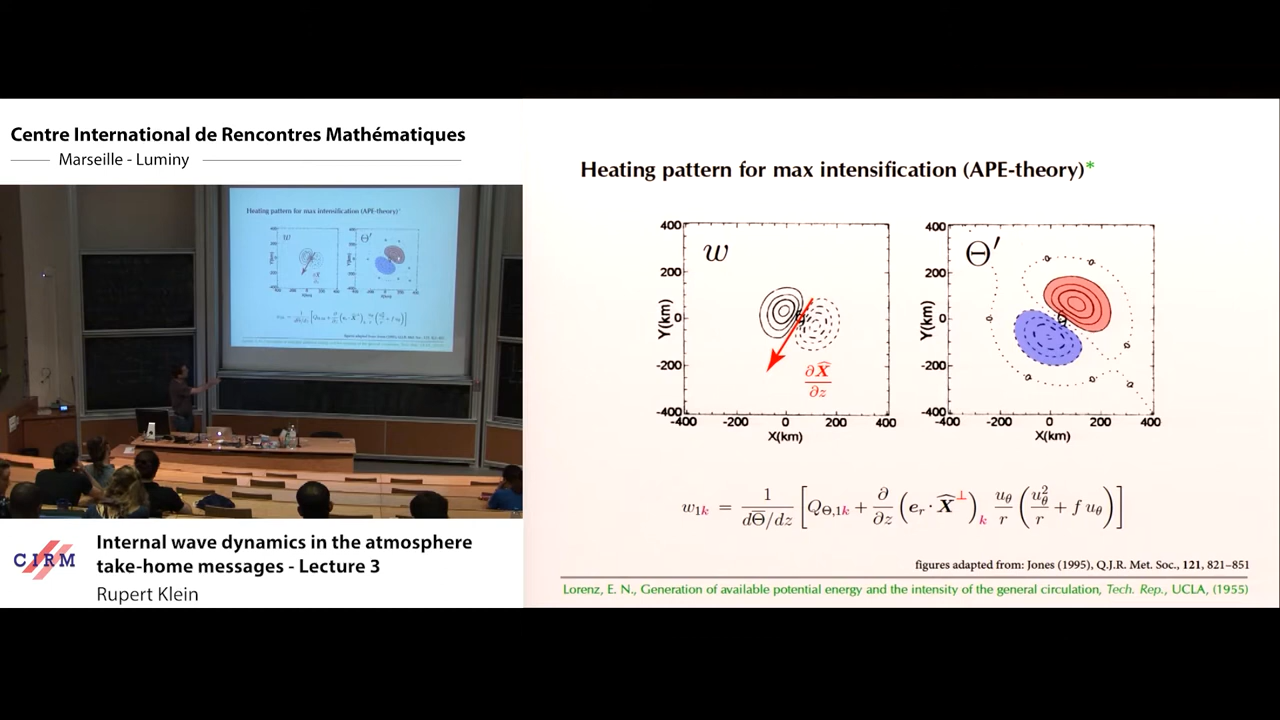 Centre International de Rencontres Mathématiques
Marseille - Luminy
Heating pattern for max intensification (APE-theory)*
w
Θ′
400
200
0
-200
-400
Y(km)
-400 -200 0 200 400
X(km)
∂X̂/∂z
400
200
0
-200
-400
Y(km)
-400 -200 0 200 400
X(km)
w₁ₖ = 1/(dΘ̅/dz) [ Q_Θ,1k + ∂/∂z (e_r · X̂^⊥)_k u_θ/r ( u_θ²/r + f u_θ ) ]
figures adapted from: Jones (1995), Q.J.R. Met. Soc., 121, 821–851
Lorenz, E. N., Generation of available potential energy and the intensity of the general circulation, Tech. Rep., UCLA, (1955)
CIRM
Internal wave dynamics in the atmosphere
take-home messages - Lecture 3
Rupert Klein